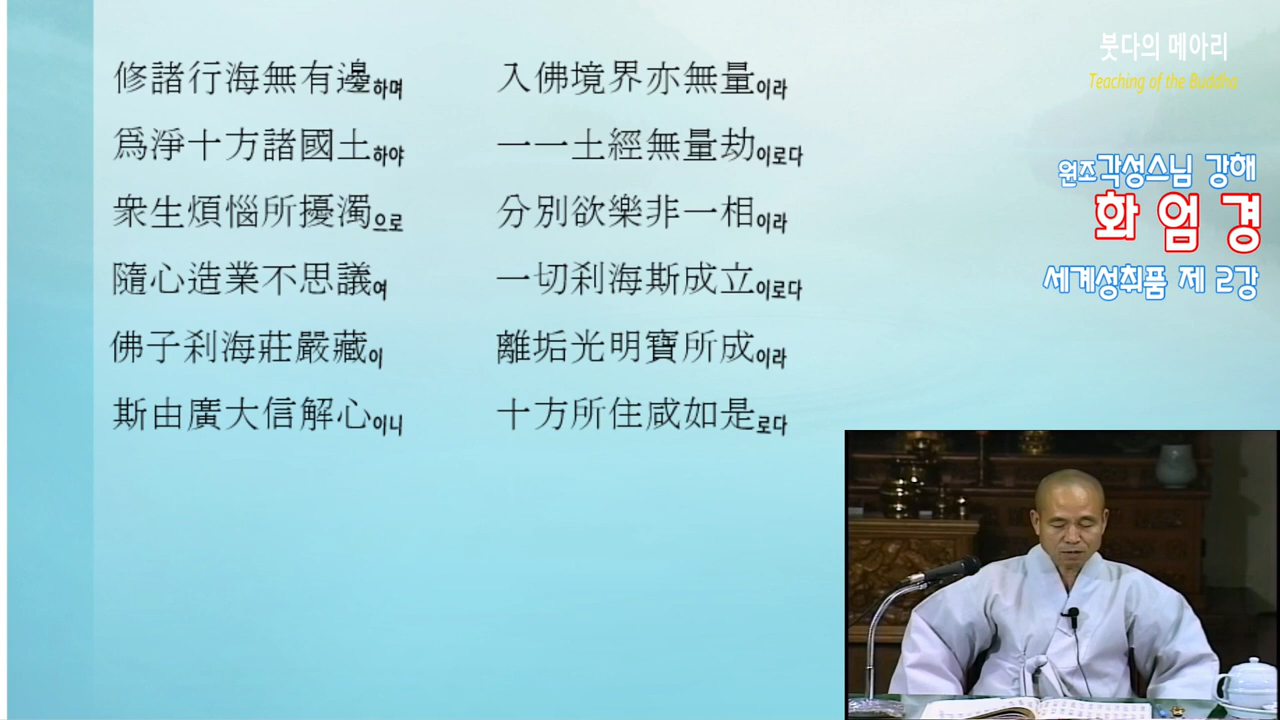 修諸行海無有邊하며 入佛境界亦無量이라
爲淨十方諸國土하야 一一土經無量劫이로다
衆生煩惱所擾濁으로 分別欲樂非一相이라
隨心造業不思議여 一切刹海斯成立이로다
佛子刹海莊嚴藏이 離垢光明寶所成이라
斯由廣大信解心이니 十方所住咸如是로다
붓다의 메아리
Teaching of the Buddha
원조각성스님 강해
화엄경
세계성취품 제 2강